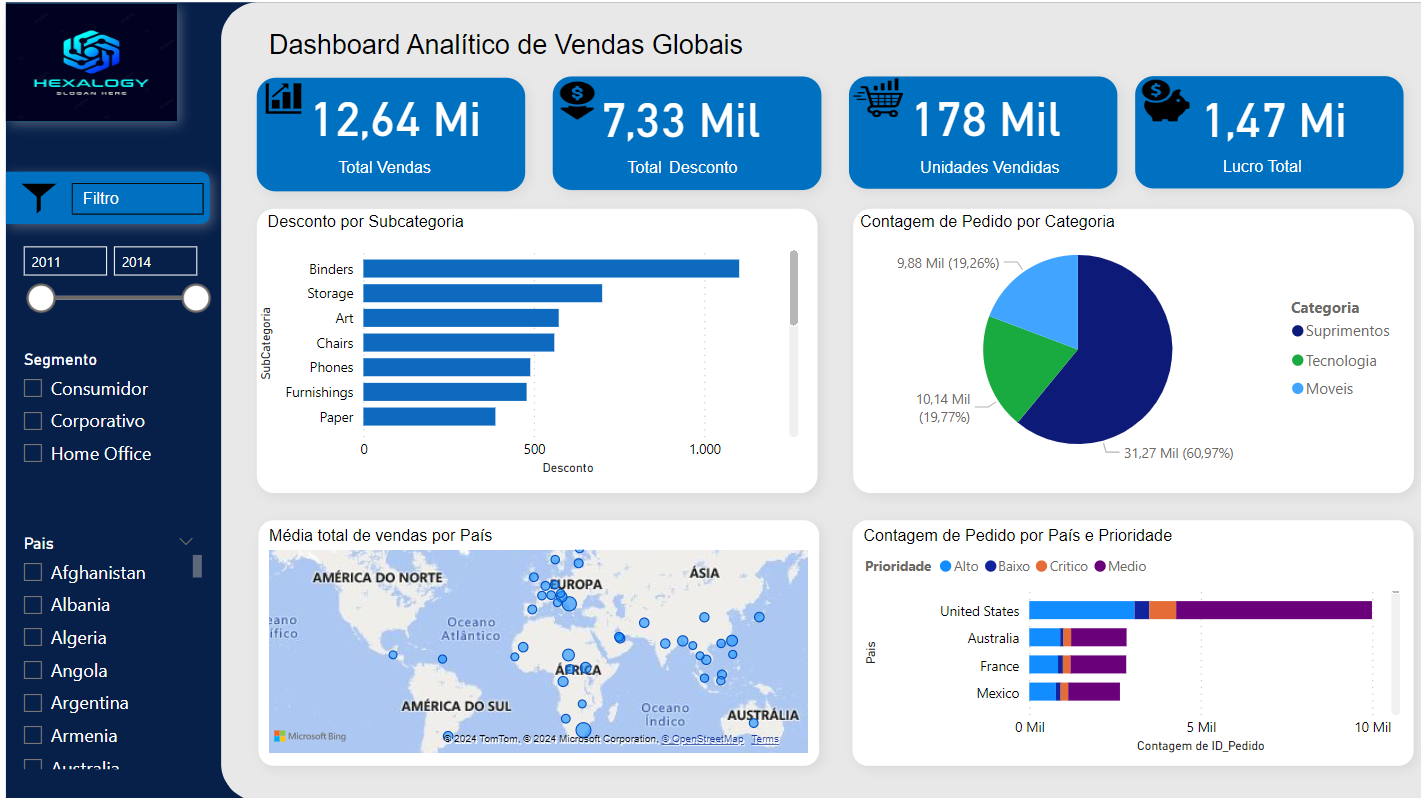 HEXALOGY
SLOGAN HERE
Filtro
2011 2014
Segmento
Consumidor
Corporativo
Home Office
Pais
Afghanistan
Albania
Algeria
Angola
Argentina
Armenia
Australia
Dashboard Analítico de Vendas Globais
12,64 Mi
Total Vendas
7,33 Mil
Total Desconto
178 Mil
Unidades Vendidas
1,47 Mi
Lucro Total
Desconto por Subcategoria
SubCategoria
Binders
Storage
Art
Chairs
Phones
Furnishings
Paper
0 500 1.000
Desconto
Contagem de Pedido por Categoria
9,88 Mil (19,26%)
10,14 Mil
(19,77%)
31,27 Mil (60,97%)
Categoria
Suprimentos
Tecnologia
Moveis
Média total de vendas por País
AMÉRICA DO NORTE
EUROPA
ÁSIA
eano
ífico
Oceano
Atlântico
ÁFRICA
AMÉRICA DO SUL
Oceano
Índico
AUSTRÁLIA
Microsoft Bing
© 2024 TomTom, © 2024 Microsoft Corporation, © OpenStreetMap Terms
Contagem de Pedido por País e Prioridade
Prioridade Alto Baixo Critico Medio
Pais
United States
Australia
France
Mexico
0 Mil 5 Mil 10 Mil
Contagem de ID_Pedido